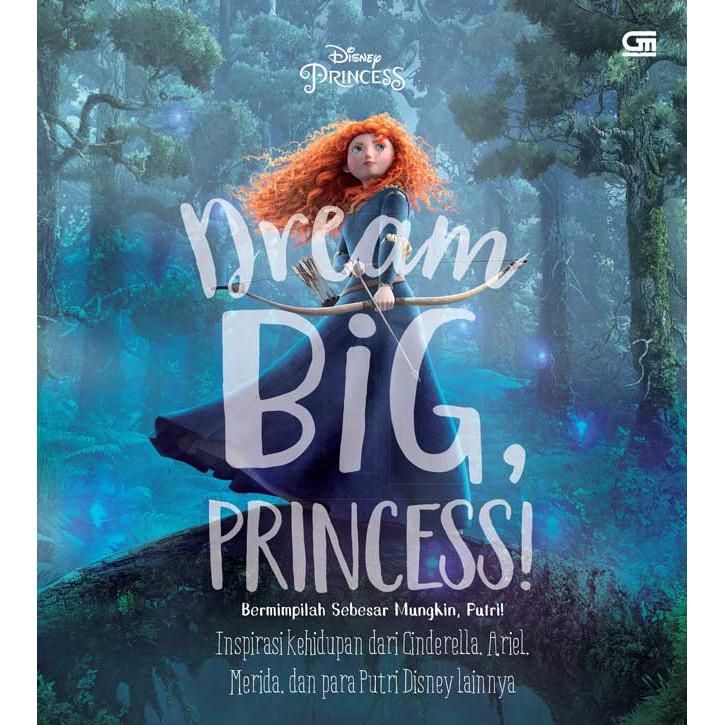 Disney
PRINCESS
GM
Dream
BIG,
PRINCESS!
Bermimpilah Sebesar Mungkin, Putri!
Inspirasi kehidupan dari Cinderella, Ariel,
Merida, dan para Putri Disney lainnya